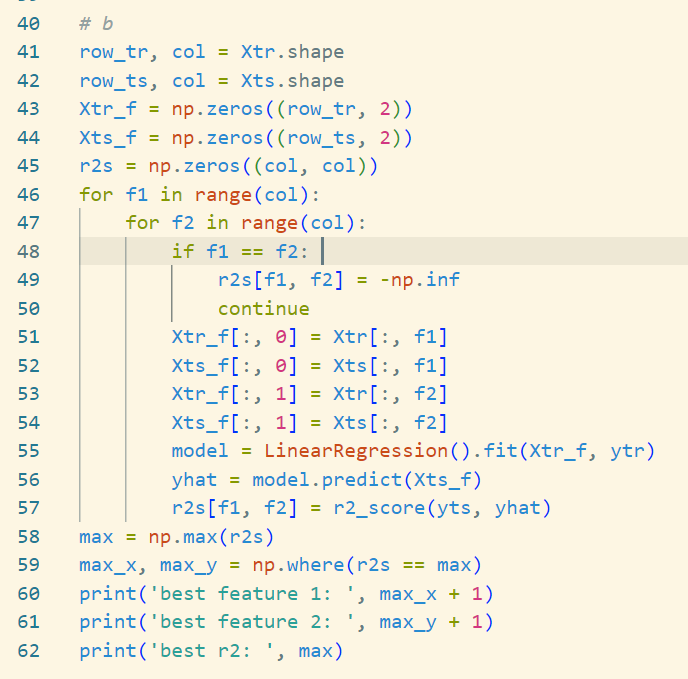 40 # b
41 row_tr, col = Xtr.shape
42 row_ts, col = Xts.shape
43 Xtr_f = np.zeros((row_tr, 2))
44 Xts_f = np.zeros((row_ts, 2))
45 r2s = np.zeros((col, col))
46 for f1 in range(col):
47     for f2 in range(col):
48         if f1 == f2:
49             r2s[f1, f2] = -np.inf
50             continue
51         Xtr_f[:, 0] = Xtr[:, f1]
52         Xts_f[:, 0] = Xts[:, f1]
53         Xtr_f[:, 1] = Xtr[:, f2]
54         Xts_f[:, 1] = Xts[:, f2]
55         model = LinearRegression().fit(Xtr_f, ytr)
56         yhat = model.predict(Xts_f)
57         r2s[f1, f2] = r2_score(yts, yhat)
58 max = np.max(r2s)
59 max_x, max_y = np.where(r2s == max)
60 print('best feature 1: ', max_x + 1)
61 print('best feature 2: ', max_y + 1)
62 print('best r2: ', max)